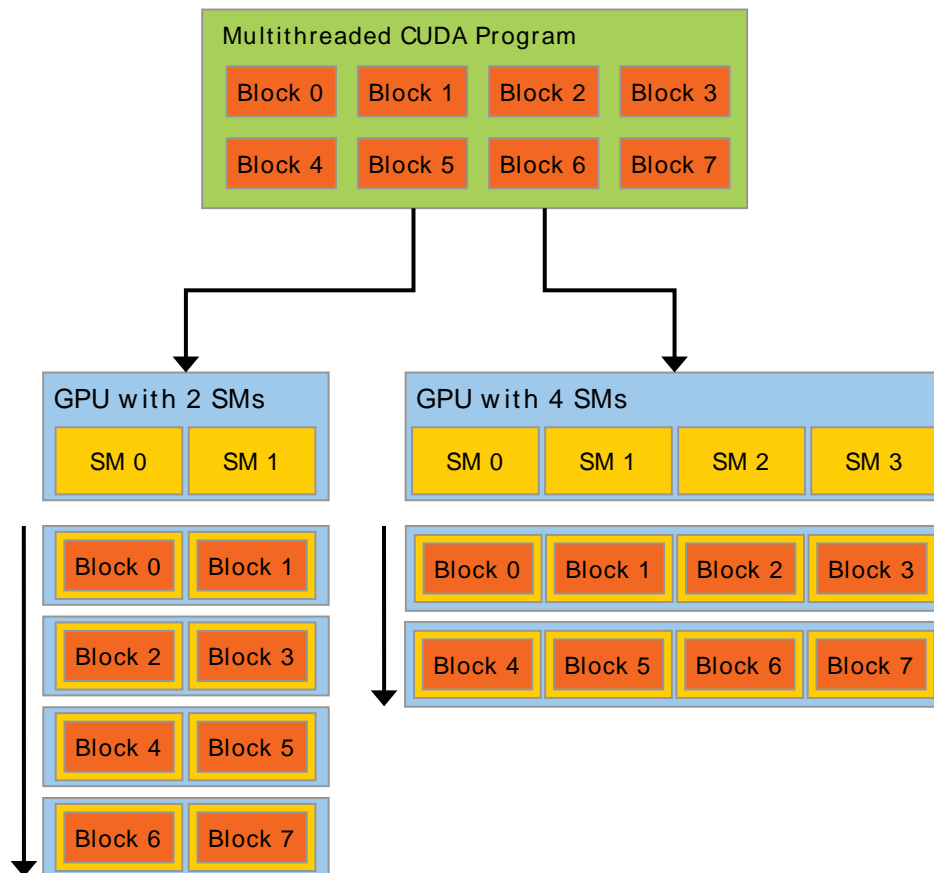 Multithreaded CUDA Program
Block 0 Block 1 Block 2 Block 3
Block 4 Block 5 Block 6 Block 7
GPU with 2 SMs
SM 0 SM 1
Block 0 Block 1
Block 2 Block 3
Block 4 Block 5
Block 6 Block 7
GPU with 4 SMs
SM 0 SM 1 SM 2 SM 3
Block 0 Block 1 Block 2 Block 3
Block 4 Block 5 Block 6 Block 7